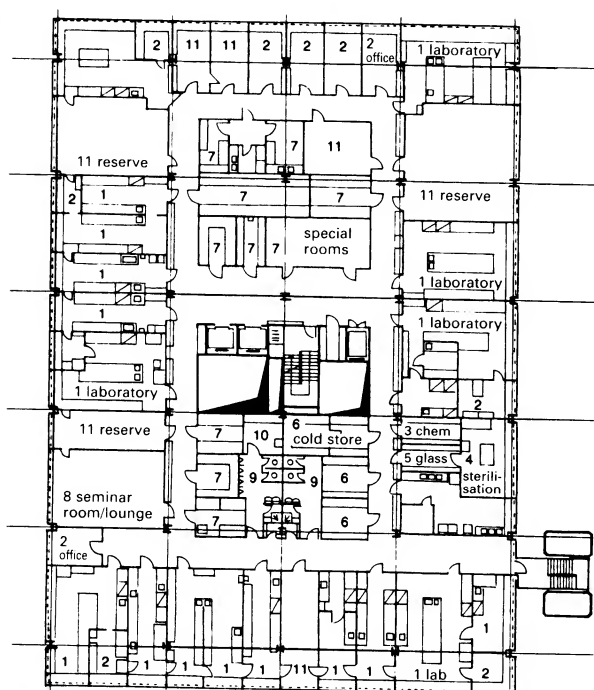 2 11 11 2 2 2 2
office
1 laboratory
7 7 11
11 reserve
2 1
7 7
11 reserve
1
7 7 7 special
rooms
1
1 laboratory
1
1 laboratory
1 laboratory
2
11 reserve
7 10 6
cold store
3 chem
5 glass 4
sterili-
sation
7 9 9 6
8 seminar
room/lounge
7 6
2
office
1
1 2 1 1 1 1 11 1 1 1 lab 2